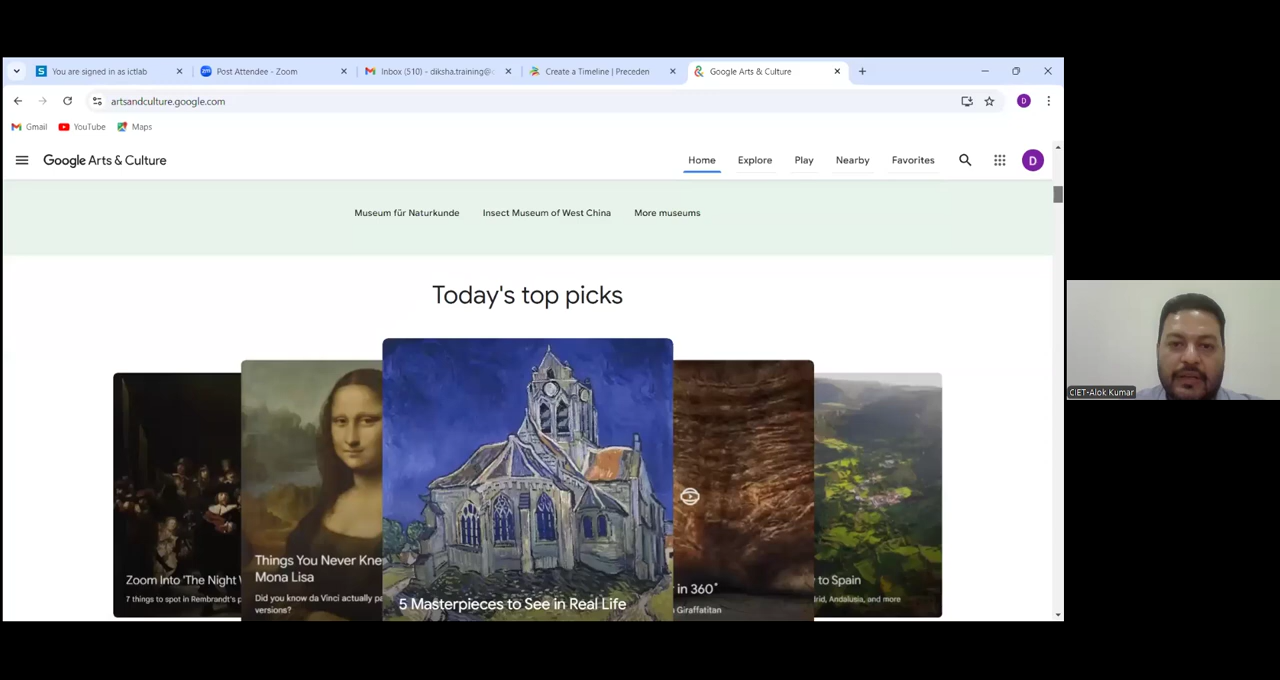 You are signed in as ictlab
Post Attendee - Zoom
Inbox (510) - diksha.training@
Create a Timeline | Preceden
Google Arts & Culture
artsandculture.google.com
D
Gmail
YouTube
Maps
Google Arts & Culture
Home
Explore
Play
Nearby
Favorites
D
Museum für Naturkunde
Insect Museum of West China
More museums
Today's top picks
Zoom Into 'The Night
7 things to spot in Rembrandt's
Things You Never Kne
Mona Lisa
Did you know da Vinci actually pa
versions?
5 Masterpieces to See in Real Life
r in 360°
Giraffatitan
to Spain
and more
CIET-Alok Kumar